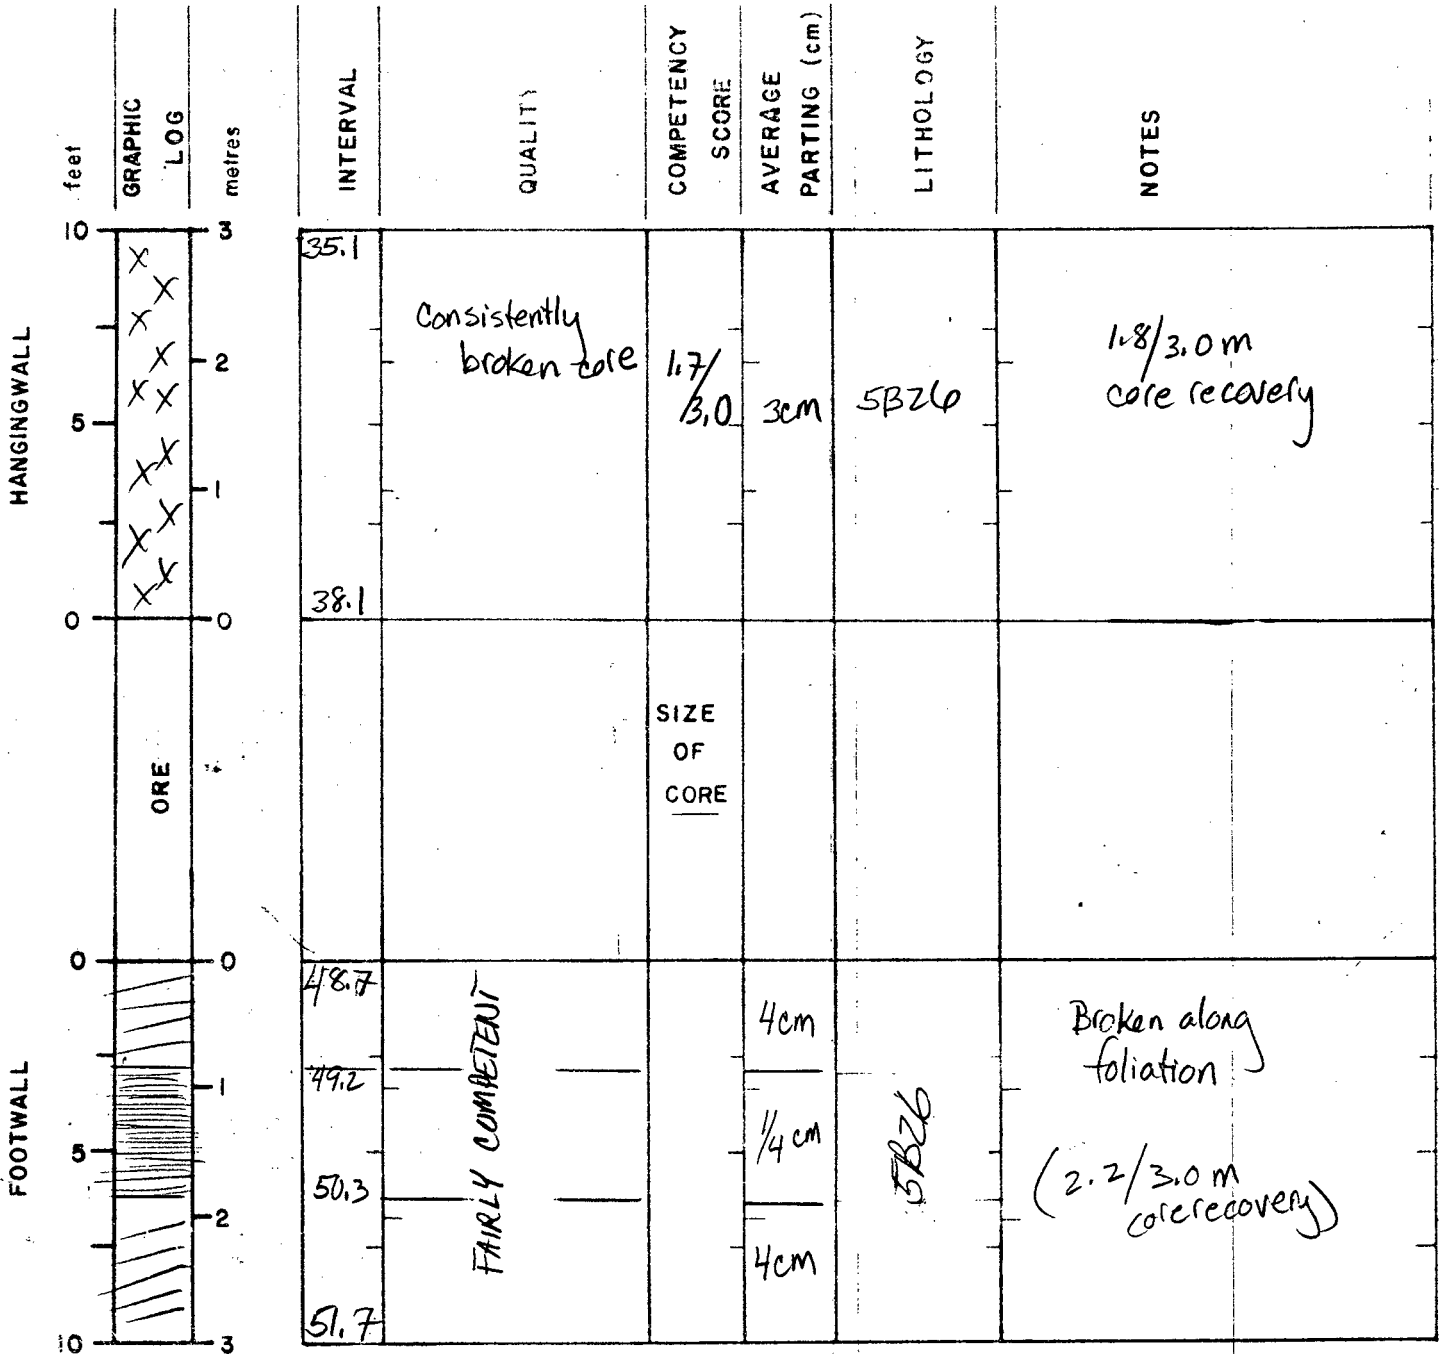 feet
GRAPHIC
LOG
metres
INTERVAL
QUALITY
COMPETENCY
SCORE
AVERAGE
PARTING (cm)
LITHOLOGY
NOTES
HANGINGWALL
10
5
0
3
2
1
0
35.1
38.1
Consistently
broken core
1.7/
/3.0
3cm
5B26
1.8/3.0 m
core recovery
ORE
SIZE
OF
CORE
FOOTWALL
0
5
10
0
1
2
3
48.7
49.2
50.3
51.7
FAIRLY COMPETENT
4cm
1/4 cm
4cm
5B26
Broken along
foliation
(2.2/3.0 m
core recovery)